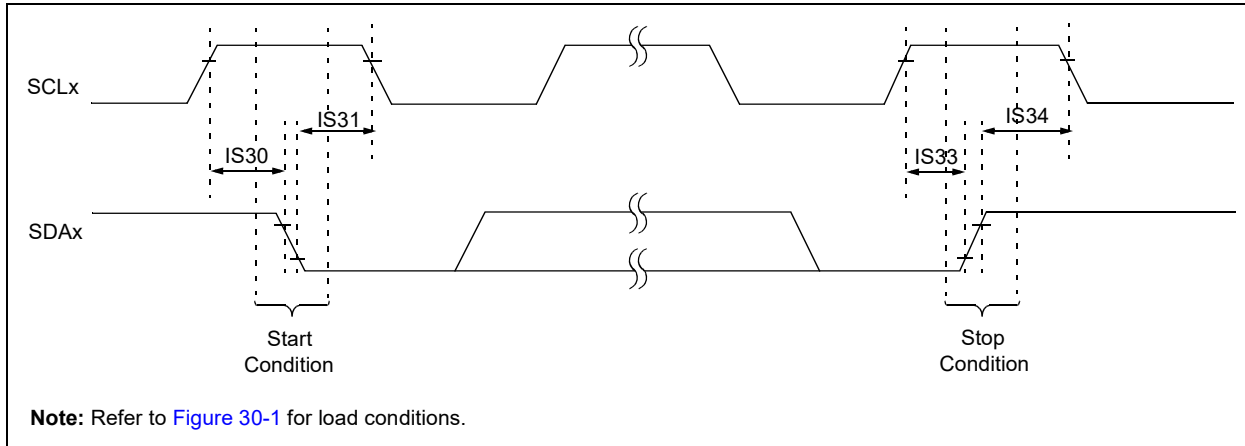 SCLx
IS31
IS34
IS30
IS33
SDAx
Start
Condition
Stop
Condition
Note: Refer to Figure 30-1 for load conditions.